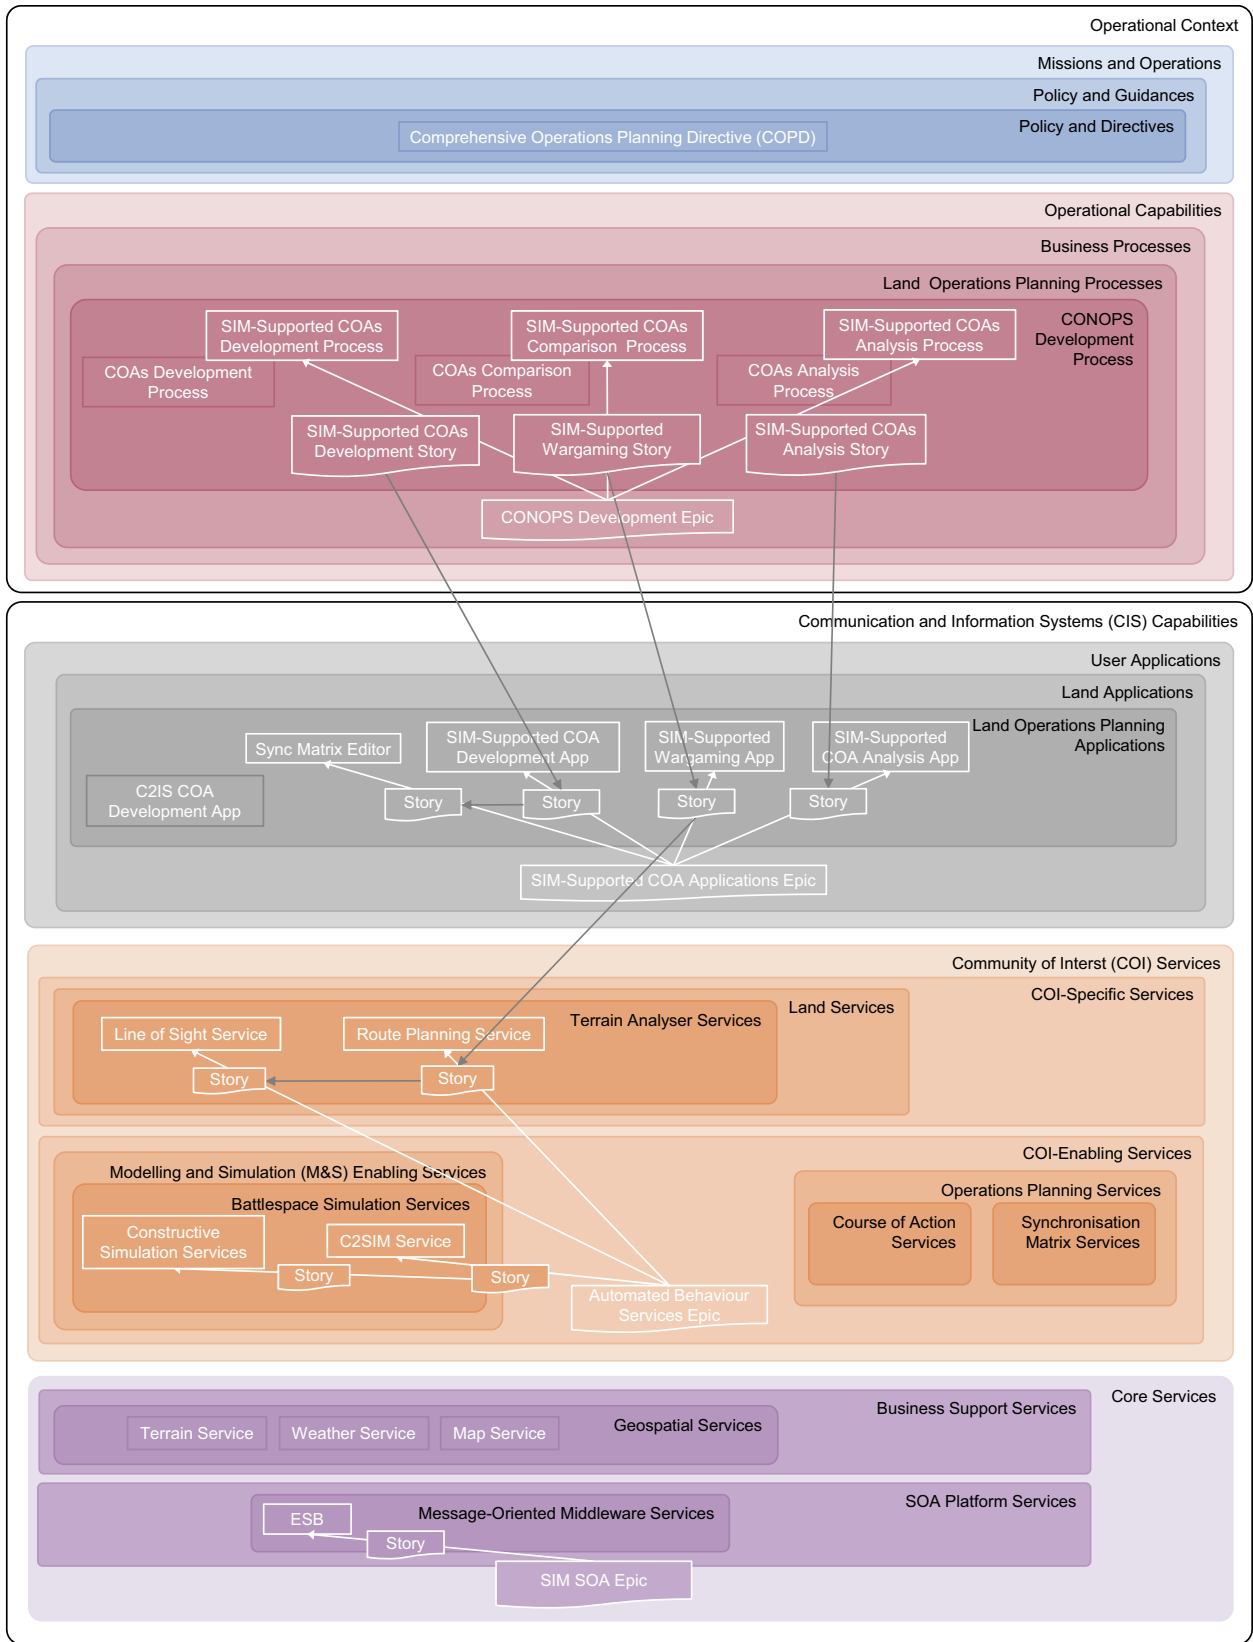 Operational Context
Missions and Operations
Policy and Guidances
Policy and Directives
Comprehensive Operations Planning Directive (COPD)
Operational Capabilities
Business Processes
Land Operations Planning Processes
CONOPS
Development
Process
SIM-Supported COAs
Development Process
SIM-Supported COAs
Comparison Process
SIM-Supported COAs
Analysis Process
COAs Development
Process
COAs Comparison
Process
COAs Analysis
Process
SIM-Supported COAs
Development Story
SIM-Supported
Wargaming Story
SIM-Supported COAs
Analysis Story
CONOPS Development Epic
Communication and Information Systems (CIS) Capabilities
User Applications
Land Applications
Land Operations Planning
Applications
Sync Matrix Editor
SIM-Supported COA
Development App
SIM-Supported
Wargaming App
SIM-Supported
COA Analysis App
C2IS COA
Development App
Story
Story
Story
Story
SIM-Supported COA Applications Epic
Community of Interst (COI) Services
COI-Specific Services
Land Services
Terrain Analyser Services
Line of Sight Service
Route Planning Service
Story
Story
COI-Enabling Services
Modelling and Simulation (M&S) Enabling Services
Battlespace Simulation Services
Constructive
Simulation Services
C2SIM Service
Story
Story
Automated Behaviour
Services Epic
Operations Planning Services
Course of Action
Services
Synchronisation
Matrix Services
Core Services
Business Support Services
Geospatial Services
Terrain Service
Weather Service
Map Service
SOA Platform Services
Message-Oriented Middleware Services
ESB
Story
SIM SOA Epic